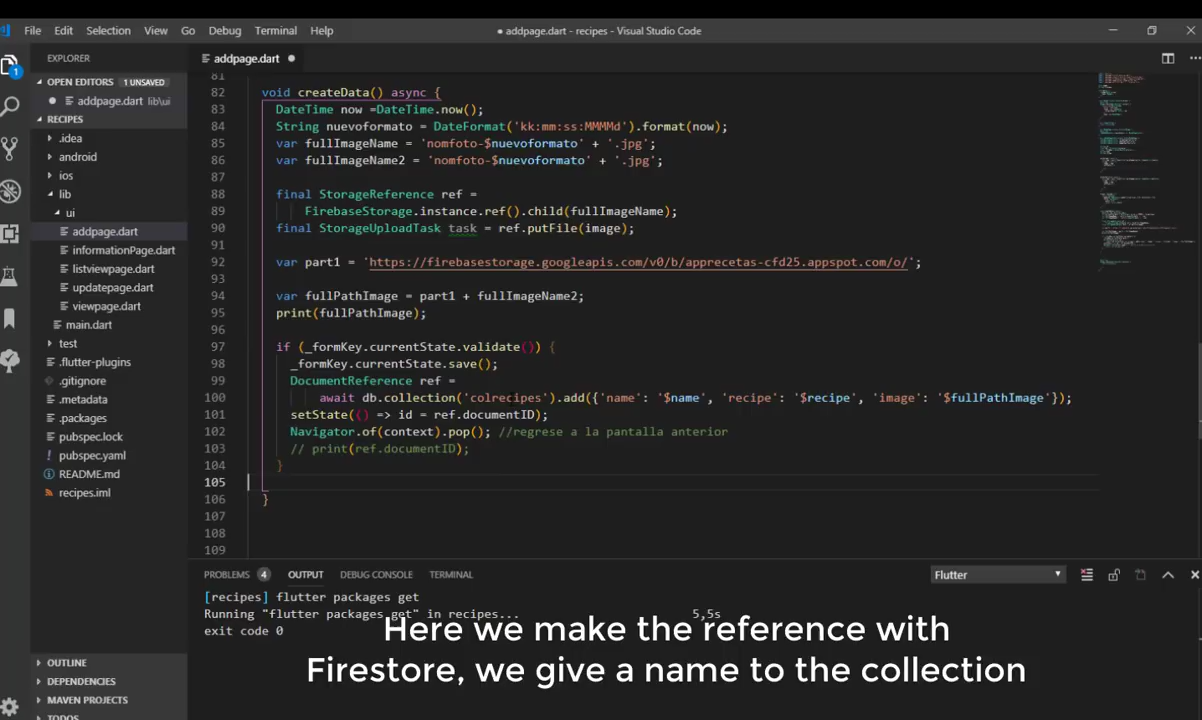 File Edit Selection View Go Debug Terminal Help
● addpage.dart - recipes - Visual Studio Code
EXPLORER
addpage.dart ●
OPEN EDITORS 1 UNSAVED
● addpage.dart lib\ui
RECIPES
.idea
android
ios
lib
ui
addpage.dart
informationPage.dart
listviewpage.dart
updatepage.dart
viewpage.dart
main.dart
test
.flutter-plugins
.gitignore
.metadata
.packages
pubspec.lock
pubspec.yaml
README.md
recipes.iml
OUTLINE
DEPENDENCIES
MAVEN PROJECTS
TODOS
1
81
82 void createData() async {
83 DateTime now =DateTime.now();
84 String nuevoformato = DateFormat('kk:mm:ss:MMMMd').format(now);
85 var fullImageName = 'nomfoto-$nuevoformato' + '.jpg';
86 var fullImageName2 = 'nomfoto-$nuevoformato' + '.jpg';
87
88 final StorageReference ref =
89 FirebaseStorage.instance.ref().child(fullImageName);
90 final StorageUploadTask task = ref.putFile(image);
91
92 var part1 = 'https://firebasestorage.googleapis.com/v0/b/apprecetas-cfd25.appspot.com/o/';
93
94 var fullPathImage = part1 + fullImageName2;
95 print(fullPathImage);
96
97 if (_formKey.currentState.validate()) {
98 _formKey.currentState.save();
99 DocumentReference ref =
100 await db.collection('colrecipes').add({'name': '$name', 'recipe': '$recipe', 'image': '$fullPathImage'});
101 setState(() => id = ref.documentID);
102 Navigator.of(context).pop(); //regrese a la pantalla anterior
103 // print(ref.documentID);
104 }
105
106 }
107
108
109
PROBLEMS 4 OUTPUT DEBUG CONSOLE TERMINAL
Flutter
[recipes] flutter packages get
Running "flutter packages get" in recipes... 5,5s
exit code 0
Here we make the reference with
Firestore, we give a name to the collection